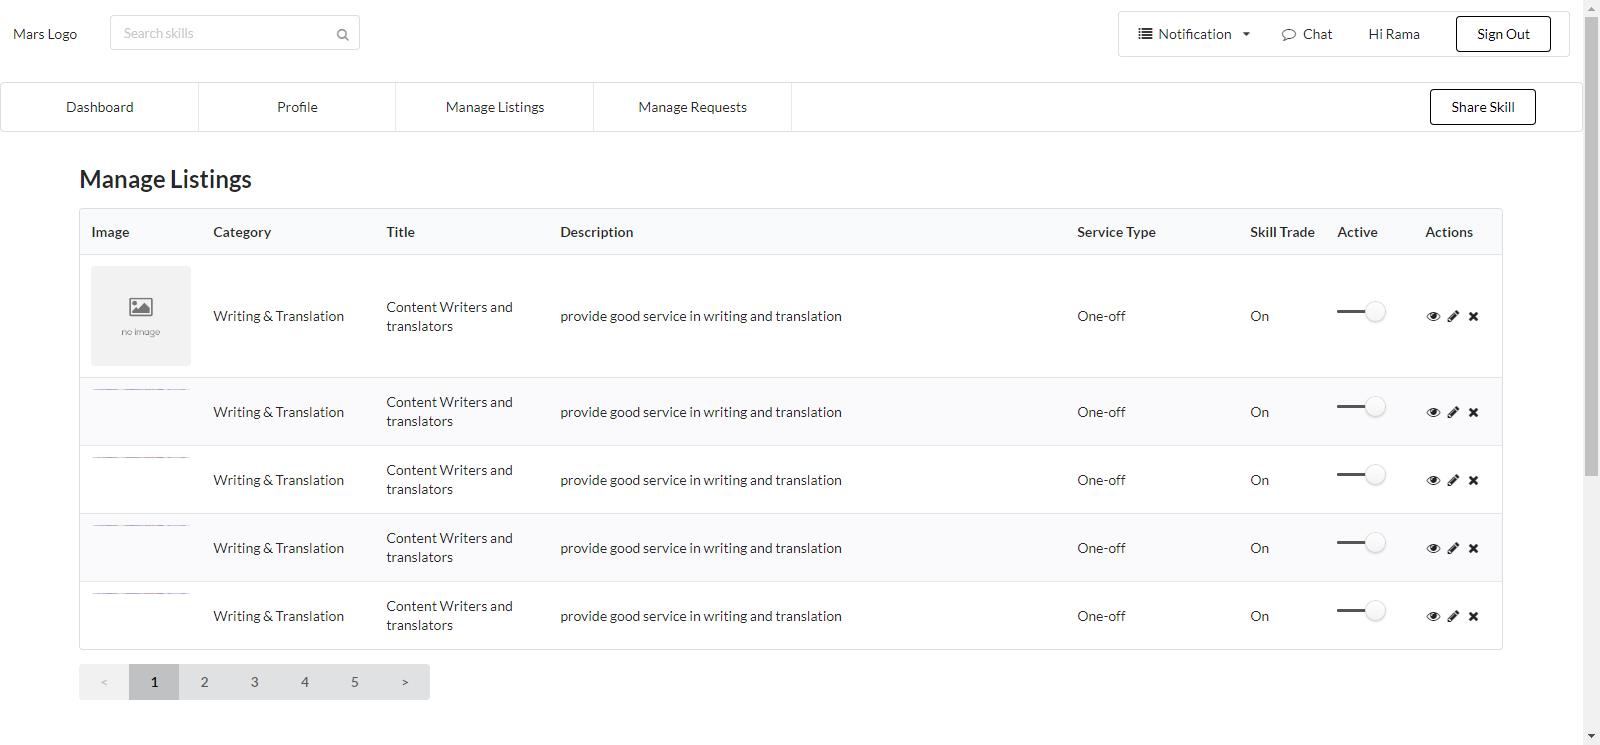 Mars Logo
Search skills
Notification
Chat
Hi Rama
Sign Out
Dashboard
Profile
Manage Listings
Manage Requests
Share Skill
Manage Listings
Image Category Title Description Service Type Skill Trade Active Actions
no image
Writing & Translation
Content Writers and
translators
provide good service in writing and translation
One-off
On
Writing & Translation
Content Writers and
translators
provide good service in writing and translation
One-off
On
Writing & Translation
Content Writers and
translators
provide good service in writing and translation
One-off
On
Writing & Translation
Content Writers and
translators
provide good service in writing and translation
One-off
On
Writing & Translation
Content Writers and
translators
provide good service in writing and translation
One-off
On
< 1 2 3 4 5 >